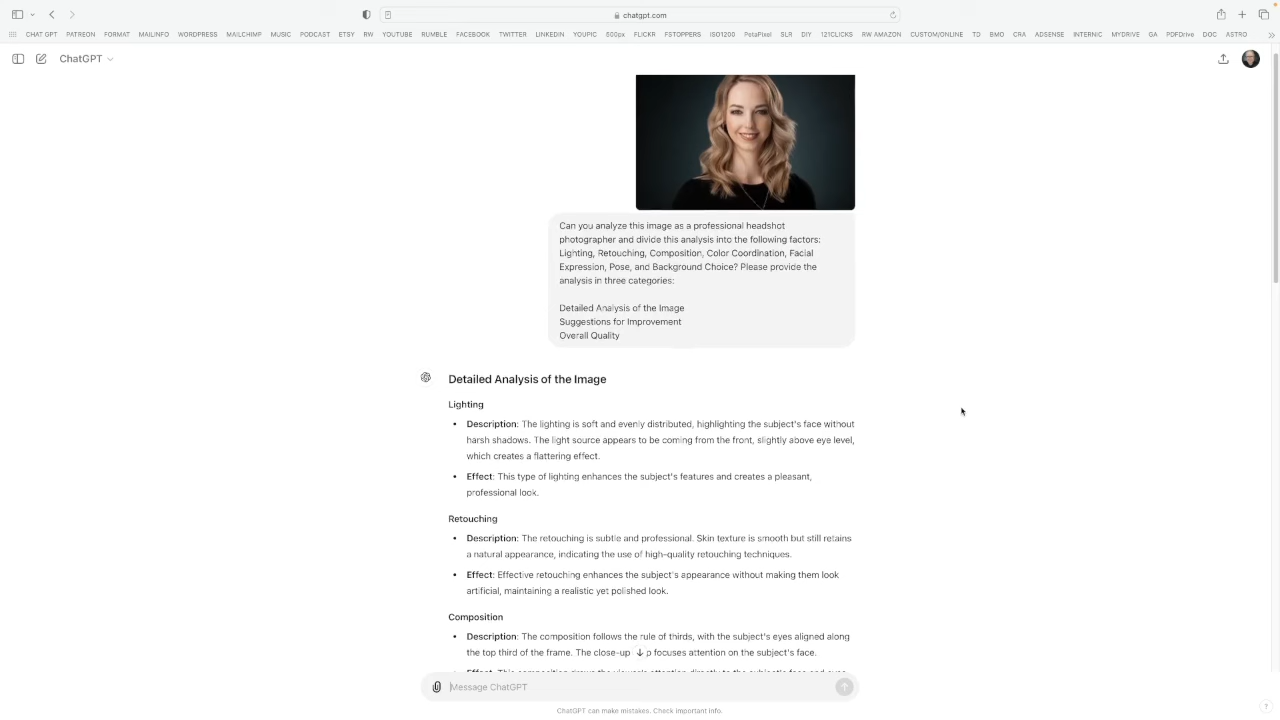 chatgpt.com
CHAT GPT PATREON FORMAT MAILINFO WORDPRESS MAILCHIMP MUSIC PODCAST ETSY RW YOUTUBE RUMBLE FACEBOOK TWITTER LINKEDIN YOUPIC 500px FLICKR FSTOPPERS ISO1200 PetaPixel SLR DIY 121CLICKS RW AMAZON CUSTOM/ONLINE TD BMO CRA ADSENSE INTERNIC MYDRIVE GA PDFDrive DOC ASTRO
ChatGPT
Can you analyze this image as a professional headshot
photographer and divide this analysis into the following factors:
Lighting, Retouching, Composition, Color Coordination, Facial
Expression, Pose, and Background Choice? Please provide the
analysis in three categories:
Detailed Analysis of the Image
Suggestions for Improvement
Overall Quality
Detailed Analysis of the Image
Lighting
• Description: The lighting is soft and evenly distributed, highlighting the subject's face without
harsh shadows. The light source appears to be coming from the front, slightly above eye level,
which creates a flattering effect.
• Effect: This type of lighting enhances the subject's features and creates a pleasant,
professional look.
Retouching
• Description: The retouching is subtle and professional. Skin texture is smooth but still retains
a natural appearance, indicating the use of high-quality retouching techniques.
• Effect: Effective retouching enhances the subject's appearance without making them look
artificial, maintaining a realistic yet polished look.
Composition
• Description: The composition follows the rule of thirds, with the subject's eyes aligned along
the top third of the frame. The close-up p focuses attention on the subject's face.
Message ChatGPT
ChatGPT can make mistakes. Check important info.
?